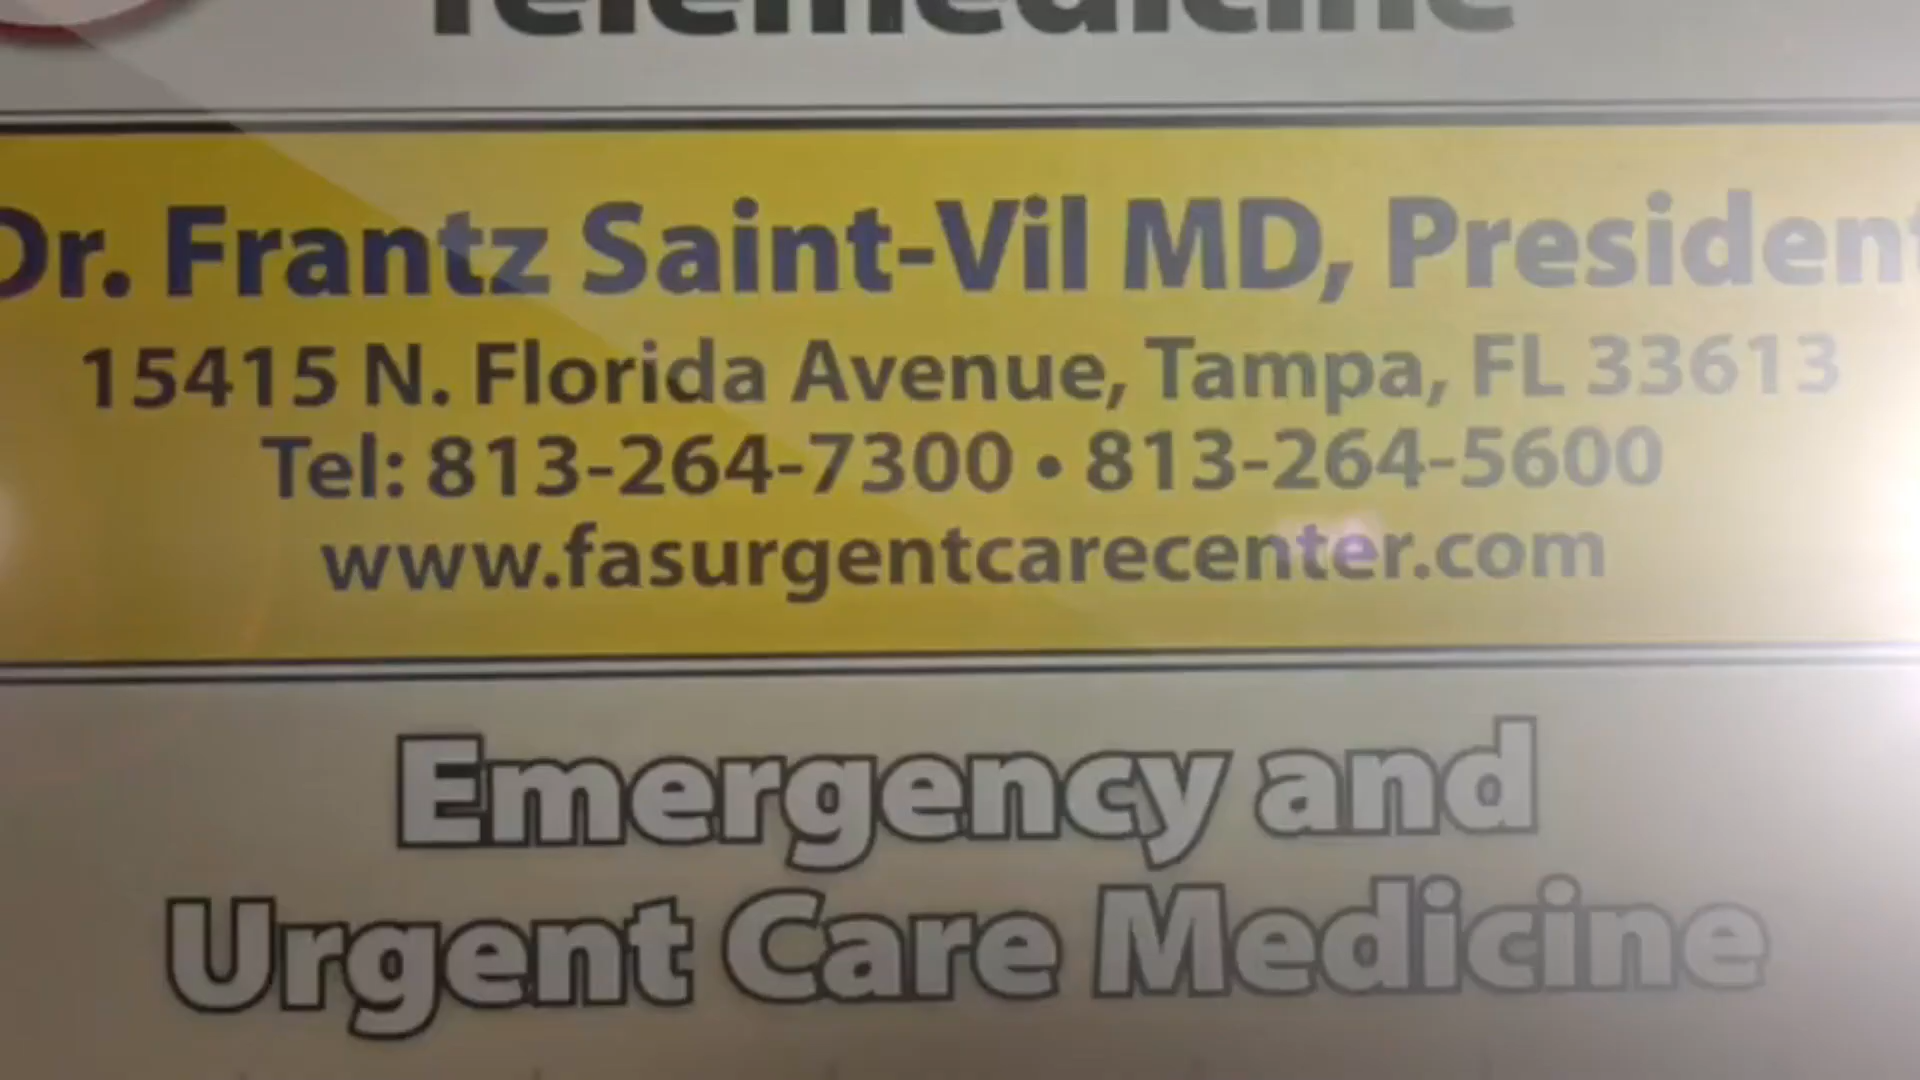 Telemedicine
Dr. Frantz Saint-Vil MD, President
15415 N. Florida Avenue, Tampa, FL 33613
Tel: 813-264-7300 • 813-264-5600
www.fasurgentcarecenter.com
Emergency and
Urgent Care Medicine